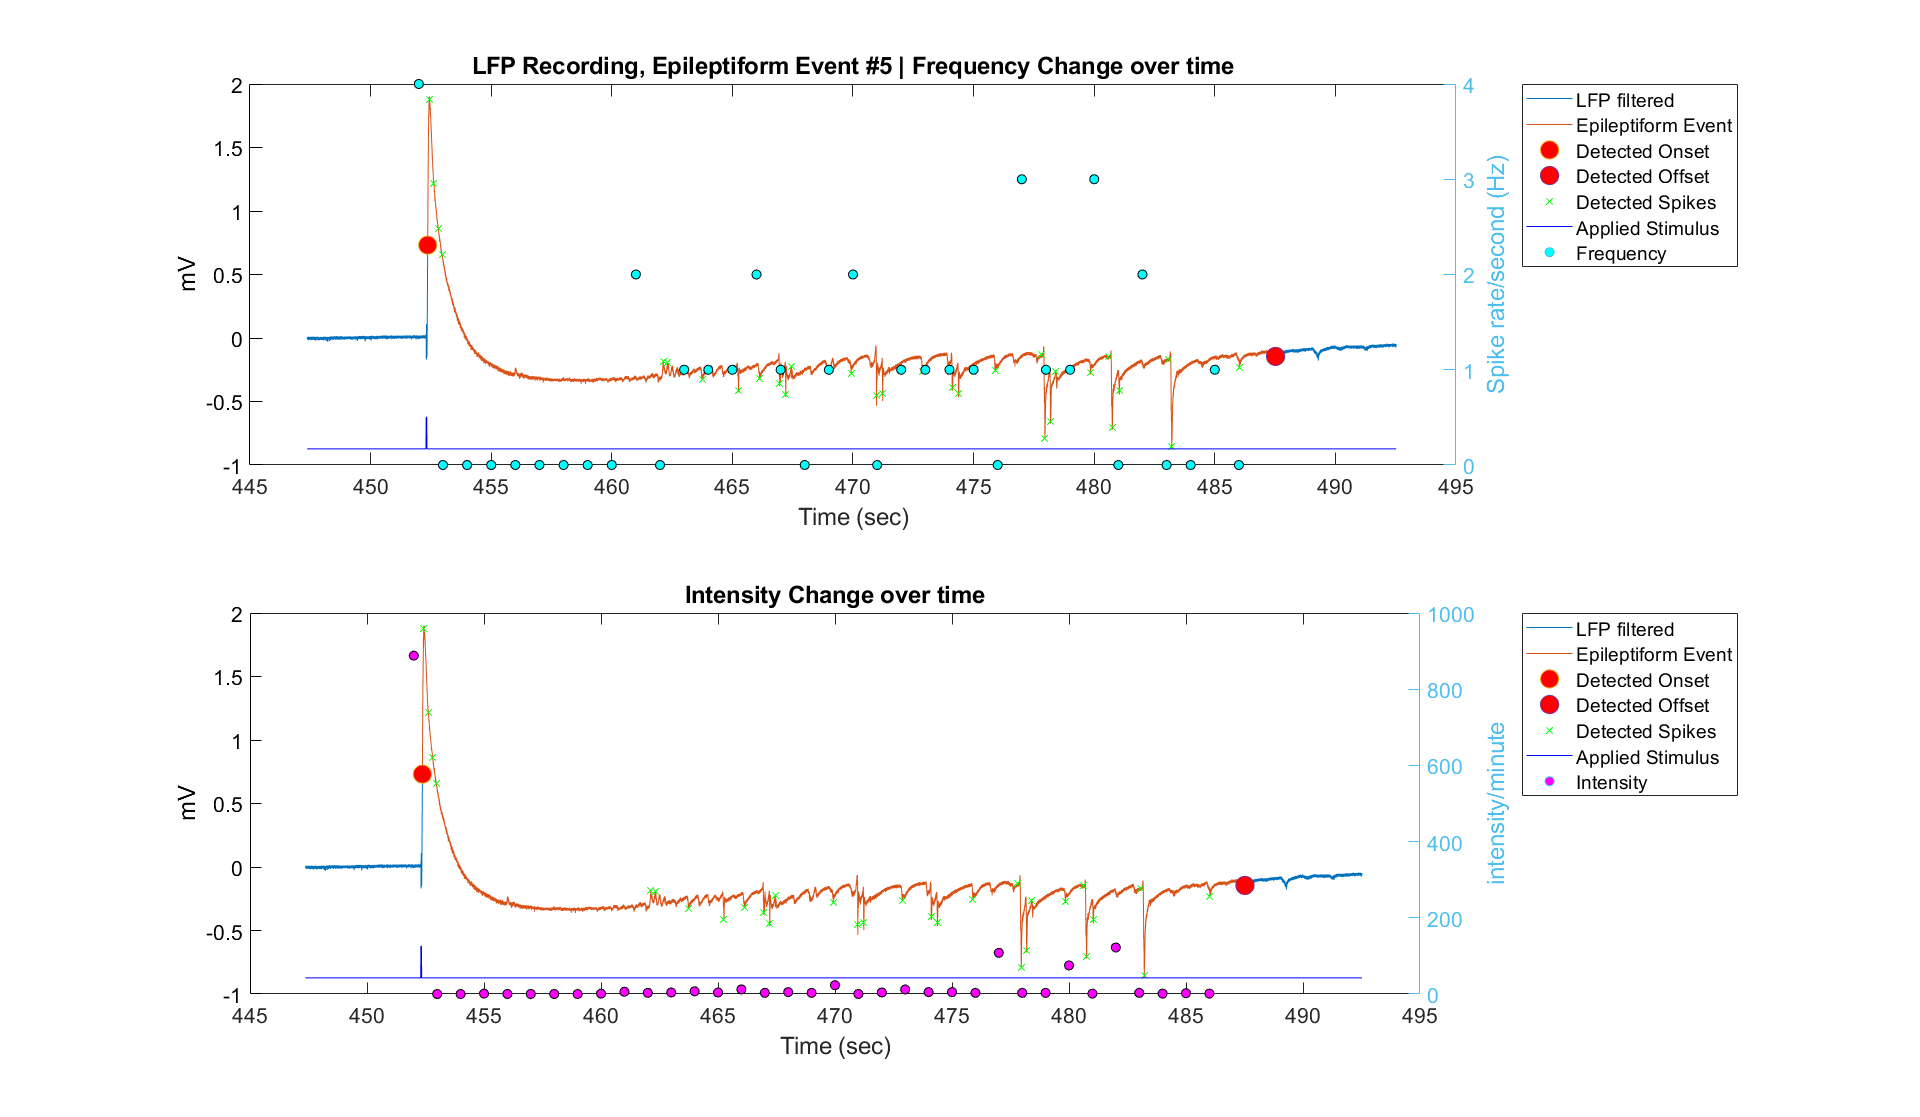 LFP Recording, Epileptiform Event #5 | Frequency Change over time
2
1.5
1
0.5
0
-0.5
-1
mV
445 450 455 460 465 470 475 480 485 490 495
Time (sec)
4
3
2
1
0
Spike rate/second (Hz)
LFP filtered
Epileptiform Event
Detected Onset
Detected Offset
Detected Spikes
Applied Stimulus
Frequency
Intensity Change over time
2
1.5
1
0.5
0
-0.5
-1
mV
445 450 455 460 465 470 475 480 485 490 495
Time (sec)
1000
800
600
400
200
0
intensity/minute
LFP filtered
Epileptiform Event
Detected Onset
Detected Offset
Detected Spikes
Applied Stimulus
Intensity